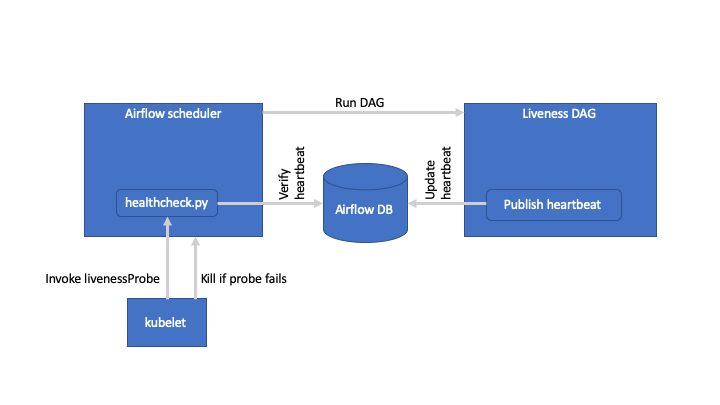 Run DAG
Airflow scheduler
Liveness DAG
Verify
heartbeat
Update
heartbeat
healthcheck.py
Airflow DB
Publish heartbeat
Invoke livenessProbe
Kill if probe fails
kubelet